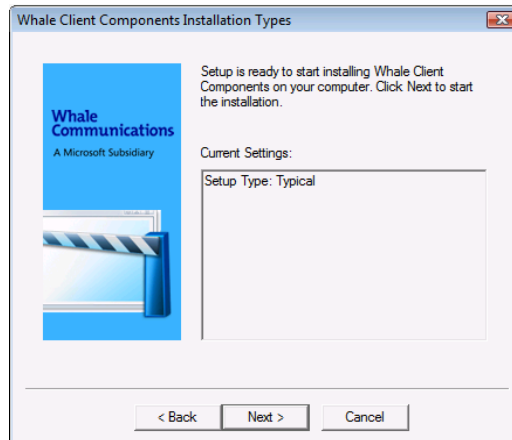 Whale Client Components Installation Types
Setup is ready to start installing Whale Client
Components on your computer. Click Next to start
the installation.
Whale
Communications
A Microsoft Subsidiary
Current Settings:
Setup Type: Typical
< Back
Next >
Cancel